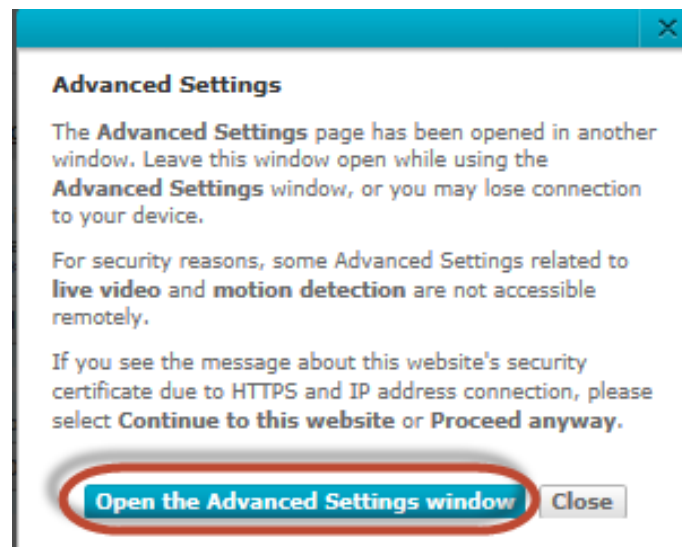 Advanced Settings
The Advanced Settings page has been opened in another
window. Leave this window open while using the
Advanced Settings window, or you may lose connection
to your device.
For security reasons, some Advanced Settings related to
live video and motion detection are not accessible
remotely.
If you see the message about this website's security
certificate due to HTTPS and IP address connection, please
select Continue to this website or Proceed anyway.
Open the Advanced Settings window Close